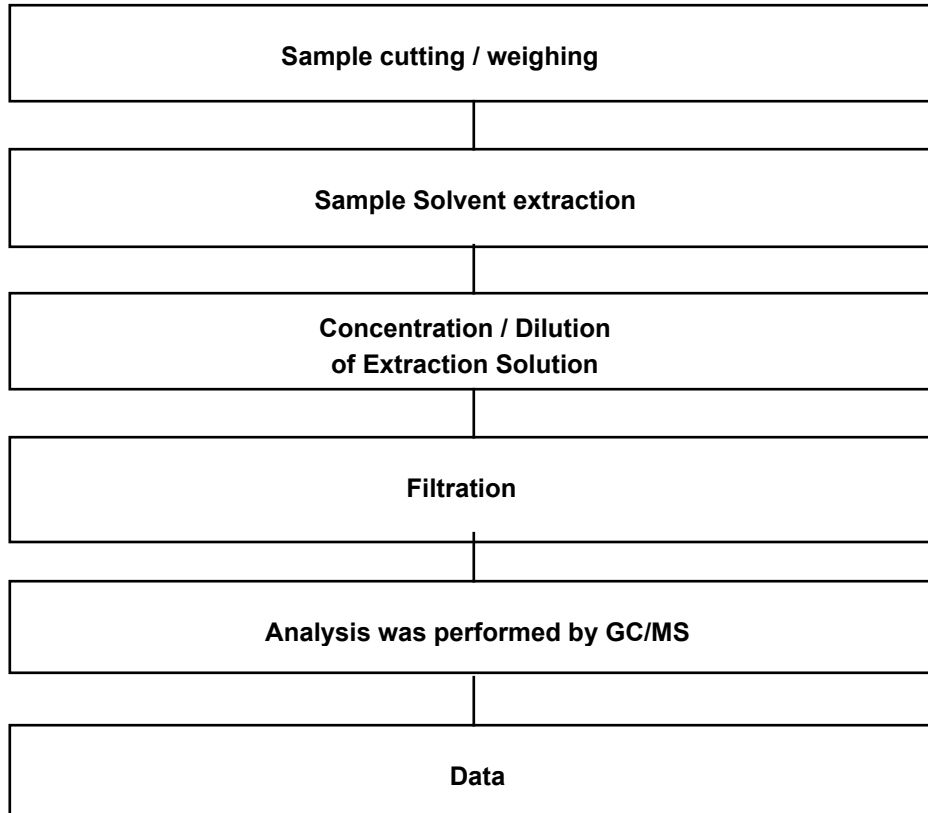 Sample cutting / weighing
Sample Solvent extraction
Concentration / Dilution
of Extraction Solution
Filtration
Analysis was performed by GC/MS
Data